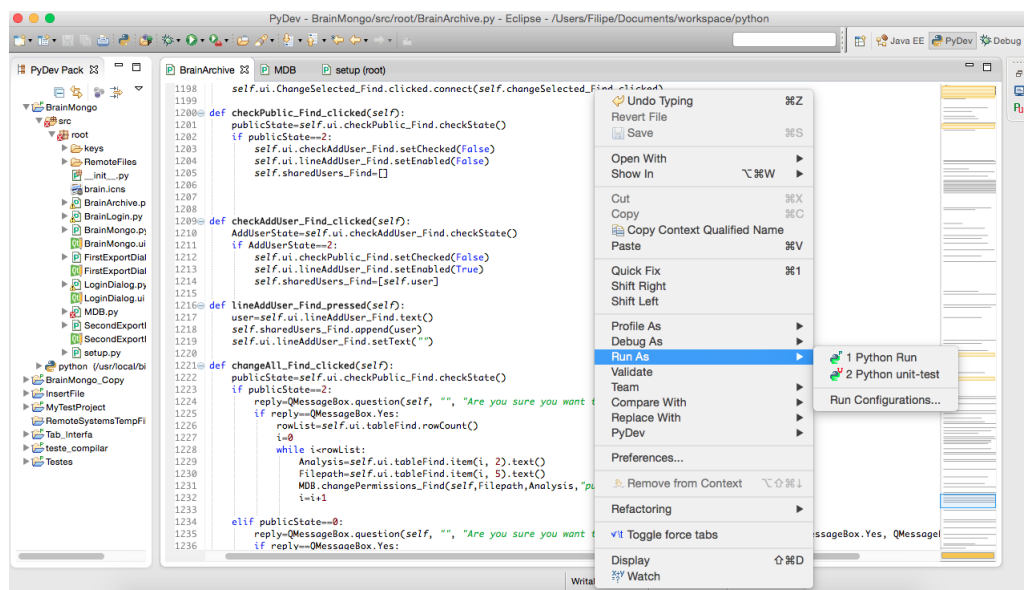 PyDev - BrainMongo/src/root/BrainArchive.py - Eclipse - /Users/Filipe/Documents/workspace/python
Java EE PyDev Debug
PyDev Pack
BrainMongo
src
root
keys
RemoteFiles
__init__.py
brain.icns
BrainArchive.p
BrainLogin.py
BrainMongo.py
BrainMongo.ui
FirstExportDial
FirstExportDial
LoginDialog.py
LoginDialog.ui
MDB.py
SecondExportI
SecondExportI
setup.py
python (/usr/local/bi
BrainMongo_Copy
InsertFile
MyTestProject
RemoteSystemsTempFi
Tab_Interfa
teste_compilar
Testes
BrainArchive MDB setup (root)
1198 self.ui.ChangeSelected_Find.clicked.connect(self.changeSelected_Find_clicked)
1199
1200 def checkPublic_Find_clicked(self):
1201 publicState=self.ui.checkPublic_Find.checkState()
1202 if publicState==2:
1203 self.ui.checkAddUser_Find.setChecked(False)
1204 self.ui.lineAddUser_Find.setEnabled(False)
1205 self.sharedUsers_Find=[]
1206
1207
1208
1209 def checkAddUser_Find_clicked(self):
1210 AddUserState=self.ui.checkAddUser_Find.checkState()
1211 if AddUserState==2:
1212 self.ui.checkPublic_Find.setChecked(False)
1213 self.ui.lineAddUser_Find.setEnabled(True)
1214 self.sharedUsers_Find=[self.user]
1215
1216 def lineAddUser_Find_pressed(self):
1217 user=self.ui.lineAddUser_Find.text()
1218 self.sharedUsers_Find.append(user)
1219 self.ui.lineAddUser_Find.setText("")
1220
1221 def changeAll_Find_clicked(self):
1222 publicState=self.ui.checkPublic_Find.checkState()
1223 if publicState==2:
1224 reply=QMessageBox.question(self, "", "Are you sure you want t
1225 if reply==QMessageBox.Yes:
1226 rowList=self.ui.tableFind.rowCount()
1227 i=0
1228 while i<rowList:
1229 Analysis=self.ui.tableFind.item(i, 2).text()
1230 Filepath=self.ui.tableFind.item(i, 5).text()
1231 MDB.changePermissions_Find(self,Filepath,Analysis,"pu
1232 i=i+1
1233
1234 elif publicState==0:
1235 reply=QMessageBox.question(self, "", "Are you sure you want t ssageBox.Yes, QMessagel
1236 if reply==QMessageBox.Yes:
Undo Typing ⌘Z
Revert File
Save ⌘S
Open With
Show In ⌥⌘W
Cut ⌘X
Copy ⌘C
Copy Context Qualified Name
Paste ⌘V
Quick Fix ⌘1
Shift Right
Shift Left
Profile As
Debug As
Run As
Validate
Team
Compare With
Replace With
PyDev
Preferences...
Remove from Context ⌥⇧⌘↓
Refactoring
Toggle force tabs
Display ⇧⌘D
Watch
1 Python Run
2 Python unit-test
Run Configurations...
Writal